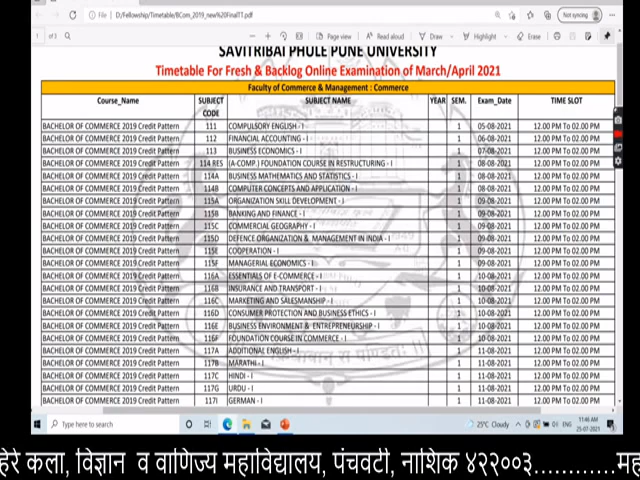 File | D:/Fellowship/Timetable/BCom_2019_new%20FinalTT.pdf
Not syncing
1 of 3
Page view
Read aloud
Draw
Highlight
Erase
SAVITRIBAI PHULE PUNE UNIVERSITY
Timetable For Fresh & Backlog Online Examination of March/April 2021
Faculty of Commerce & Management : Commerce
Course_Name SUBJECT CODE SUBJECT NAME YEAR SEM. Exam_Date TIME SLOT
BACHELOR OF COMMERCE 2019 Credit Pattern 111 COMPULSORY ENGLISH - I 1 05-08-2021 12.00 PM To 02.00 PM
BACHELOR OF COMMERCE 2019 Credit Pattern 112 FINANCIAL ACCOUNTING - I 1 06-08-2021 12.00 PM To 02.00 PM
BACHELOR OF COMMERCE 2019 Credit Pattern 113 BUSINESS ECONOMICS - I 1 07-08-2021 12.00 PM To 02.00 PM
BACHELOR OF COMMERCE 2019 Credit Pattern 114 RES (A-COMP.) FOUNDATION COURSE IN RESTRUCTURING - I 1 08-08-2021 12.00 PM To 02.00 PM
BACHELOR OF COMMERCE 2019 Credit Pattern 114A BUSINESS MATHEMATICS AND STATISTICS - I 1 08-08-2021 12.00 PM To 02.00 PM
BACHELOR OF COMMERCE 2019 Credit Pattern 114B COMPUTER CONCEPTS AND APPLICATION - I 1 08-08-2021 12.00 PM To 02.00 PM
BACHELOR OF COMMERCE 2019 Credit Pattern 115A ORGANIZATION SKILL DEVELOPMENT - I 1 09-08-2021 12.00 PM To 02.00 PM
BACHELOR OF COMMERCE 2019 Credit Pattern 115B BANKING AND FINANCE - I 1 09-08-2021 12.00 PM To 02.00 PM
BACHELOR OF COMMERCE 2019 Credit Pattern 115C COMMERCIAL GEOGRAPHY - I 1 09-08-2021 12.00 PM To 02.00 PM
BACHELOR OF COMMERCE 2019 Credit Pattern 115D DEFENCE ORGANIZATION & MANAGEMENT IN INDIA - I 1 09-08-2021 12.00 PM To 02.00 PM
BACHELOR OF COMMERCE 2019 Credit Pattern 115E COOPERATION - I 1 09-08-2021 12.00 PM To 02.00 PM
BACHELOR OF COMMERCE 2019 Credit Pattern 115F MANAGERIAL ECONOMICS - I 1 09-08-2021 12.00 PM To 02.00 PM
BACHELOR OF COMMERCE 2019 Credit Pattern 116A ESSENTIALS OF E-COMMERCE - I 1 10-08-2021 12.00 PM To 02.00 PM
BACHELOR OF COMMERCE 2019 Credit Pattern 116B INSURANCE AND TRANSPORT - I 1 10-08-2021 12.00 PM To 02.00 PM
BACHELOR OF COMMERCE 2019 Credit Pattern 116C MARKETING AND SALESMANSHIP - I 1 10-08-2021 12.00 PM To 02.00 PM
BACHELOR OF COMMERCE 2019 Credit Pattern 116D CONSUMER PROTECTION AND BUSINESS ETHICS - I 1 10-08-2021 12.00 PM To 02.00 PM
BACHELOR OF COMMERCE 2019 Credit Pattern 116E BUSINESS ENVIRONMENT & ENTREPRENEURSHIP - I 1 10-08-2021 12.00 PM To 02.00 PM
BACHELOR OF COMMERCE 2019 Credit Pattern 116F FOUNDATION COURSE IN COMMERCE - I 1 10-08-2021 12.00 PM To 02.00 PM
BACHELOR OF COMMERCE 2019 Credit Pattern 117A ADDITIONAL ENGLISH - I 1 11-08-2021 12.00 PM To 02.00 PM
BACHELOR OF COMMERCE 2019 Credit Pattern 117B MARATHI - I 1 11-08-2021 12.00 PM To 02.00 PM
BACHELOR OF COMMERCE 2019 Credit Pattern 117C HINDI - I 1 11-08-2021 12.00 PM To 02.00 PM
BACHELOR OF COMMERCE 2019 Credit Pattern 117G URDU - I 1 11-08-2021 12.00 PM To 02.00 PM
BACHELOR OF COMMERCE 2019 Credit Pattern 117I GERMAN - I 1 11-08-2021 12.00 PM To 02.00 PM
Type here to search
25°C Cloudy
ENG
11:46 AM
25-07-2021
हिरे कला, विज्ञान व वाणिज्य महाविद्यालय, पंचवटी, नाशिक ४२२००३............मह